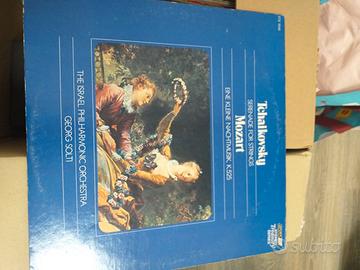 Tchaikovsky
SERENADE FOR STRINGS
Mozart
EINE KLEINE NACHTMUSIK, K.525
THE ISRAEL PHILHARMONIC ORCHESTRA
GEORG SOLTI
subito